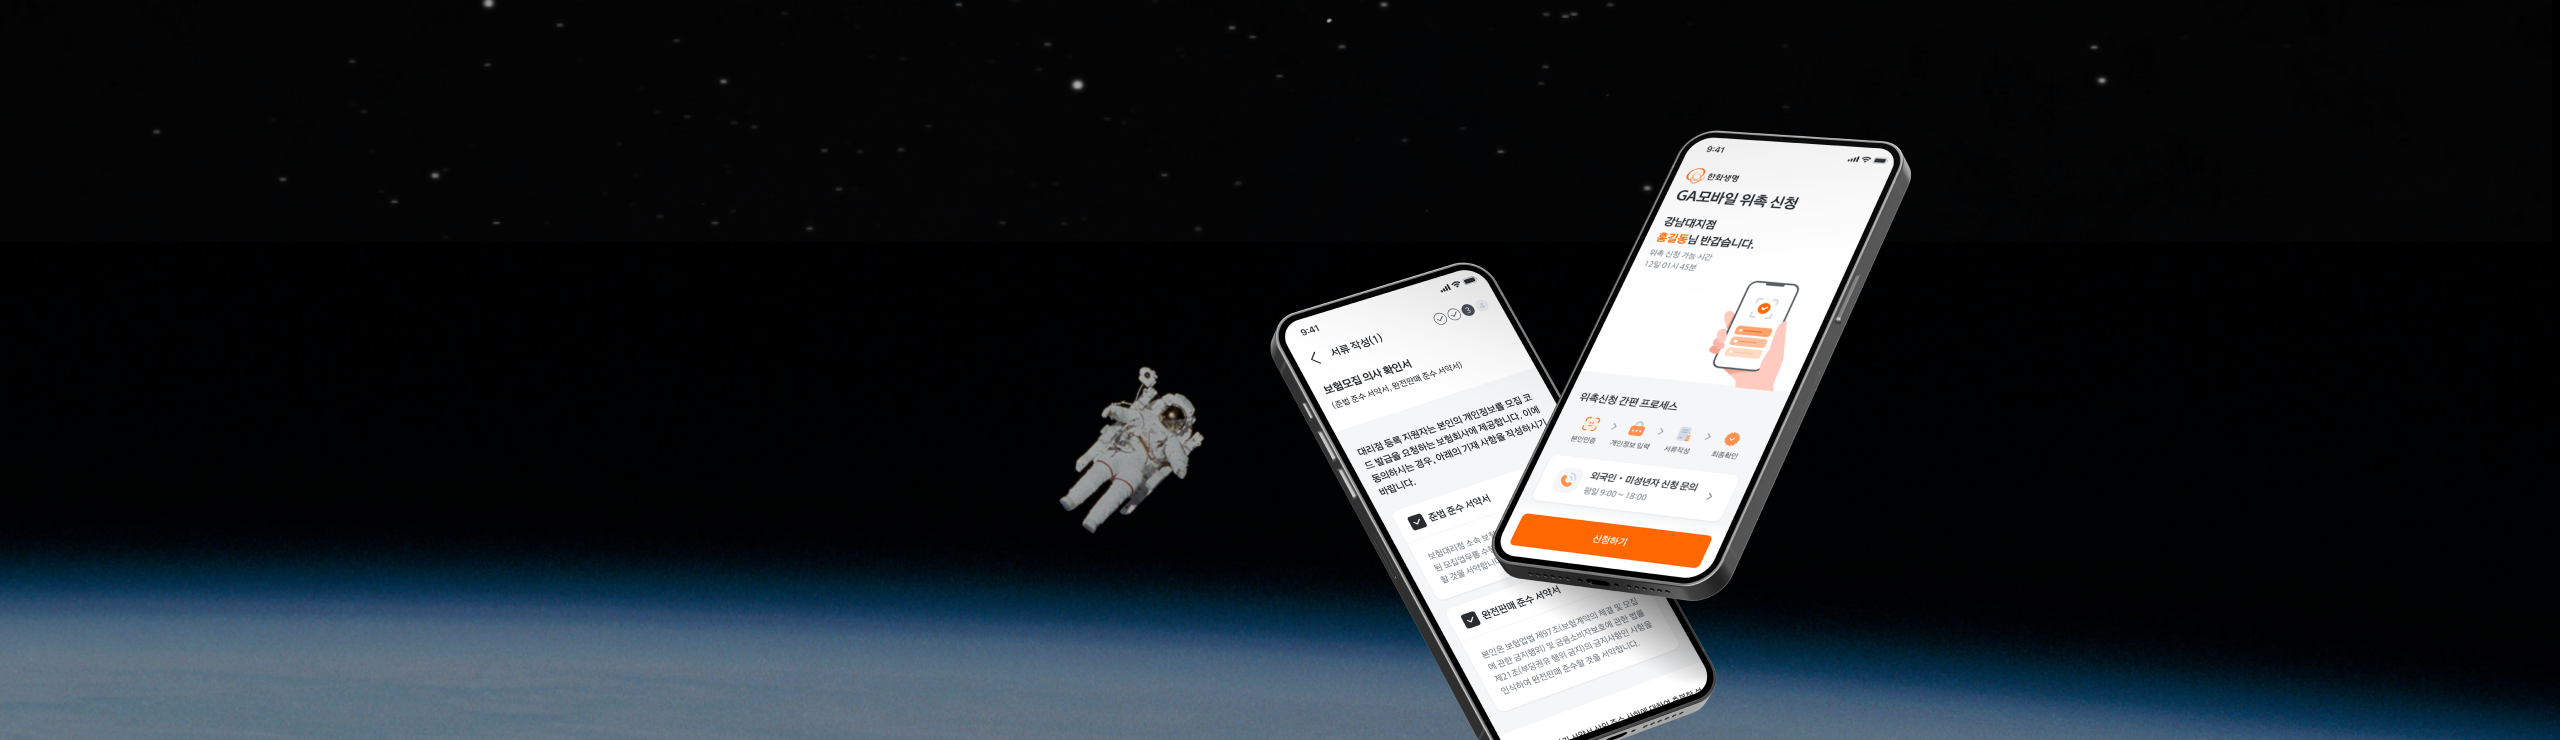 9:41
서류 작성(1)
3
보험모집 의사 확인서
(준법 준수 서약서, 완전판매 준수 서약서)
대리점 등록 지원자는 본인의 개인정보를 모집 코
드 발급을 요청하는 보험회사에 제공합니다. 이에
동의하시는 경우, 아래의 기재 사항을 작성하시기
바랍니다.
준법 준수 서약서
보험대리점 소속 보험
된 모집업무를 수행
할 것을 서약합니다
완전판매 준수 서약서
본인은 보험업법 제97조(보험계약의 체결 및 모집
에 관한 금지행위) 및 금융소비자보호에 관한 법률
제21조(부당권유 행위 금지)의 금지사항인 사항을
인식하여 완전판매 준수할 것을 서약합니다.
9:41
한화생명
GA모바일 위촉 신청
강남대지점
홍길동님 반갑습니다.
위촉 신청 가능 시간
12일 01시 45분
위촉신청 간편 프로세스
본인인증
개인정보 입력
서류작성
최종확인
외국인・미성년자 신청 문의
평일 9:00 ~ 18:00
신청하기